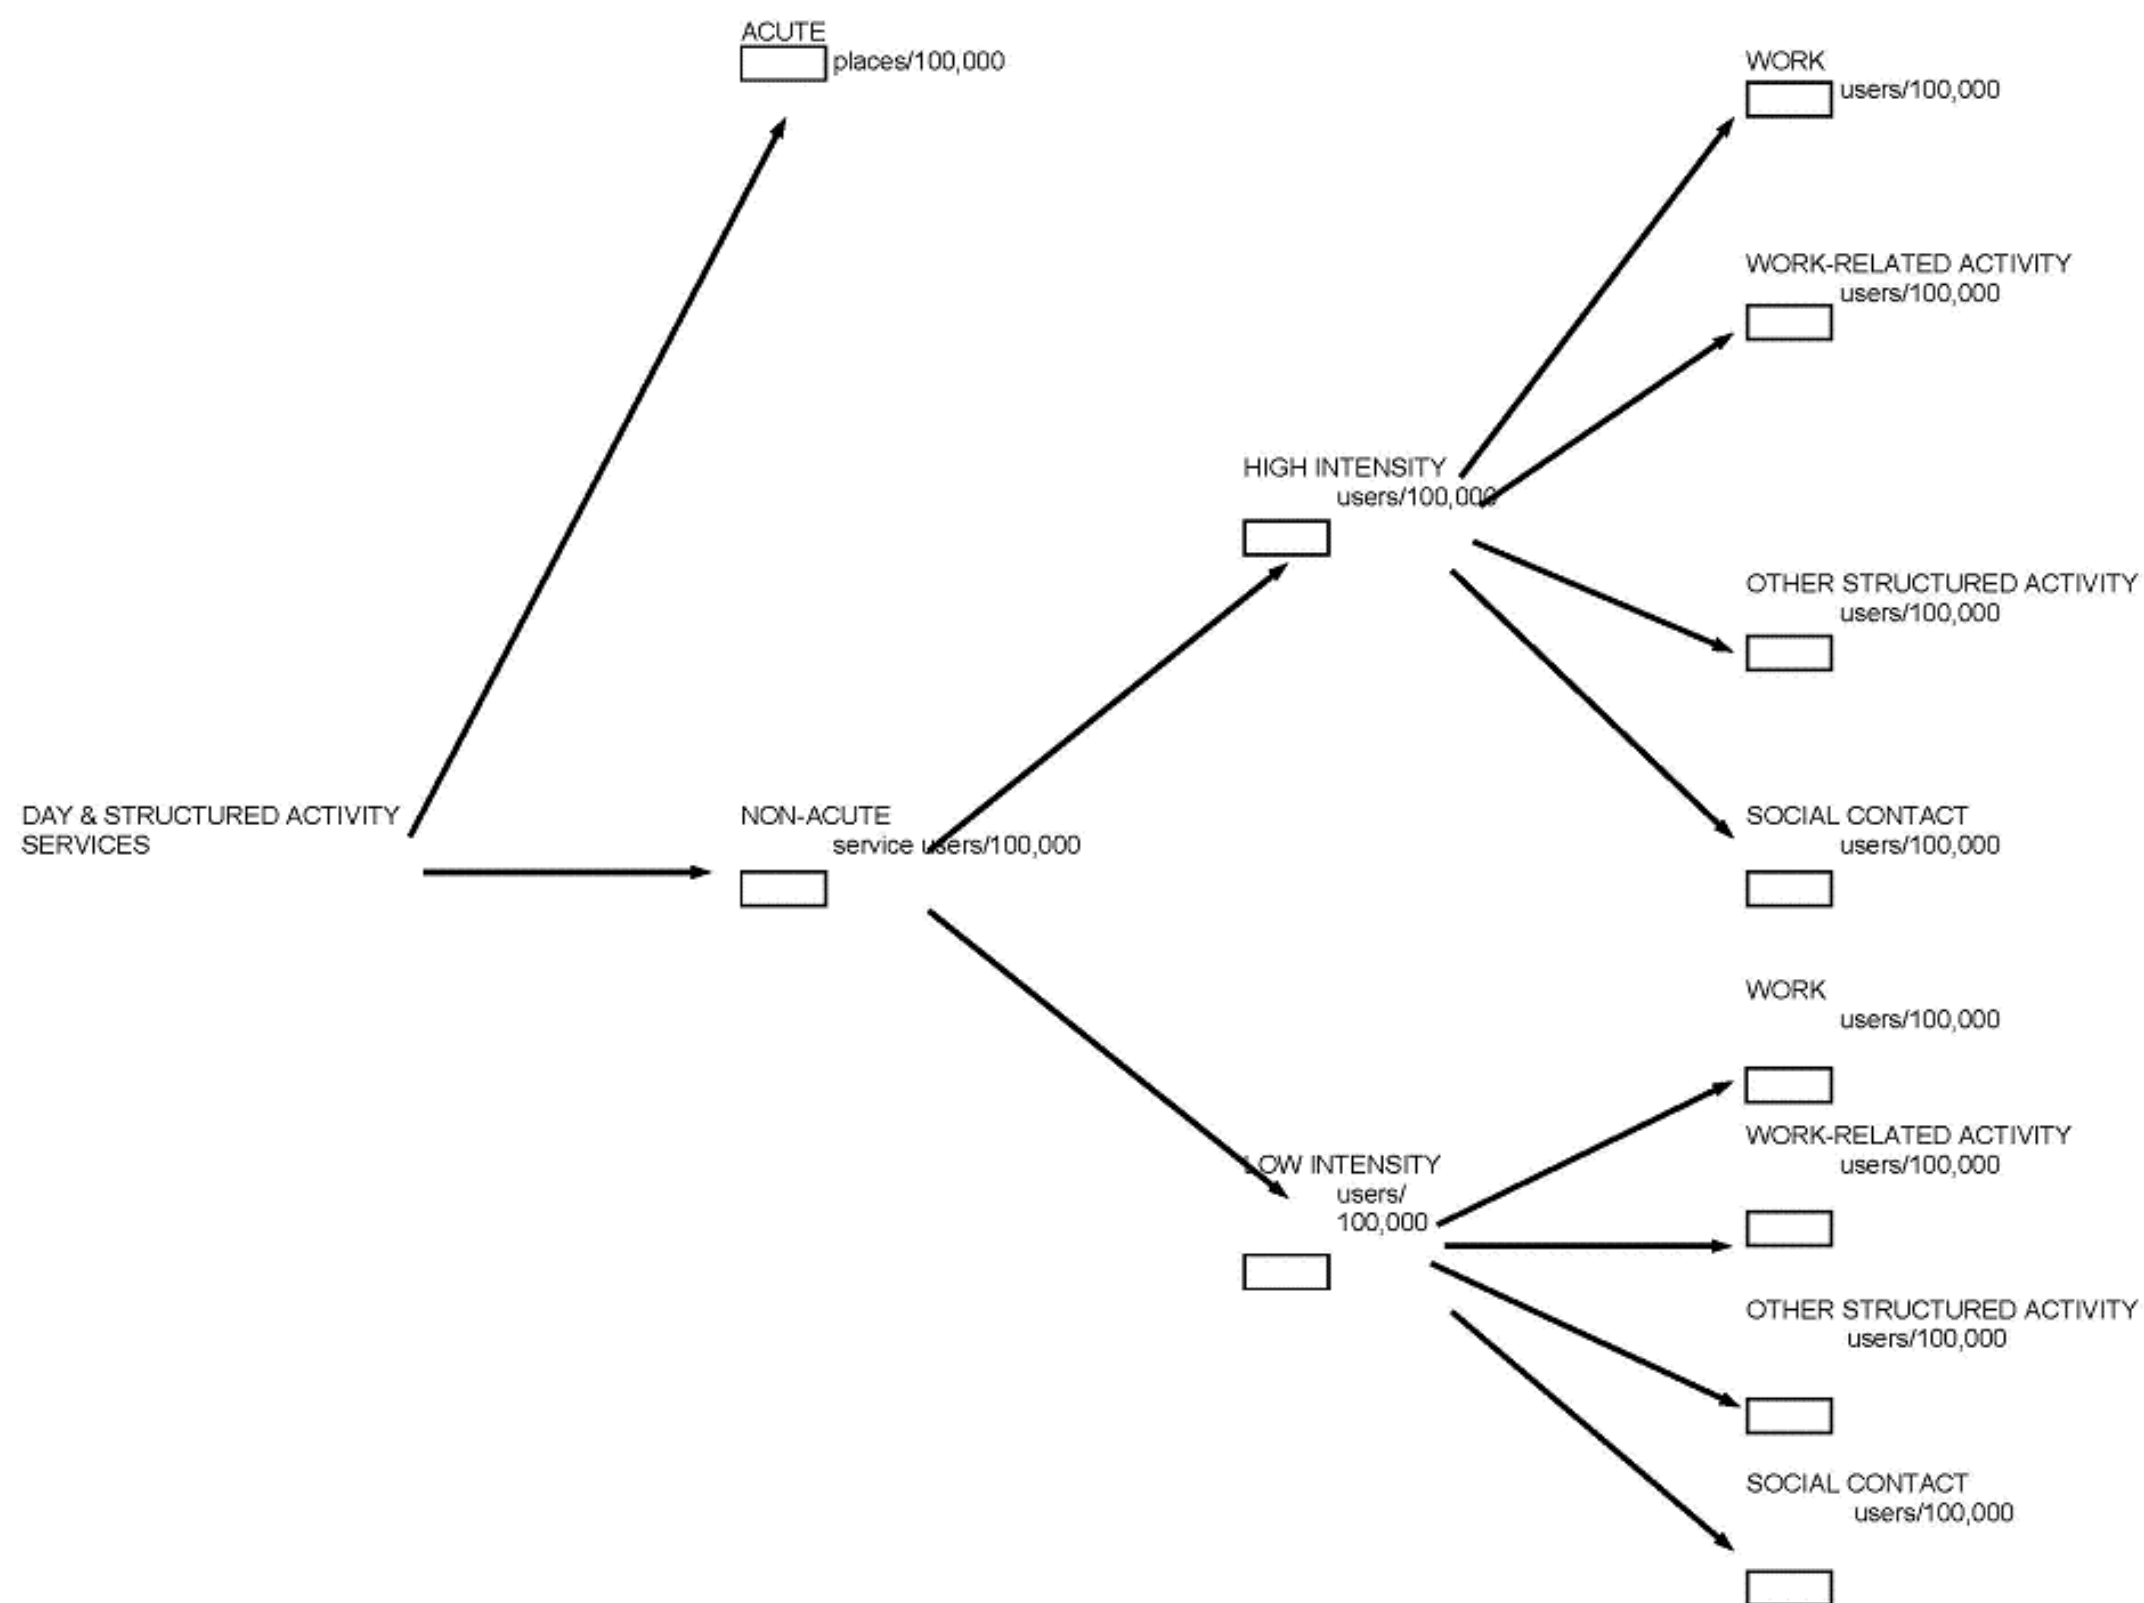 ACUTE
places/100,000
WORK
users/100,000
WORK-RELATED ACTIVITY
users/100,000
HIGH INTENSITY
users/100,000
OTHER STRUCTURED ACTIVITY
users/100,000
DAY & STRUCTURED ACTIVITY
SERVICES
NON-ACUTE
service users/100,000
SOCIAL CONTACT
users/100,000
WORK
users/100,000
WORK-RELATED ACTIVITY
users/100,000
LOW INTENSITY
users/
100,000
OTHER STRUCTURED ACTIVITY
users/100,000
SOCIAL CONTACT
users/100,000